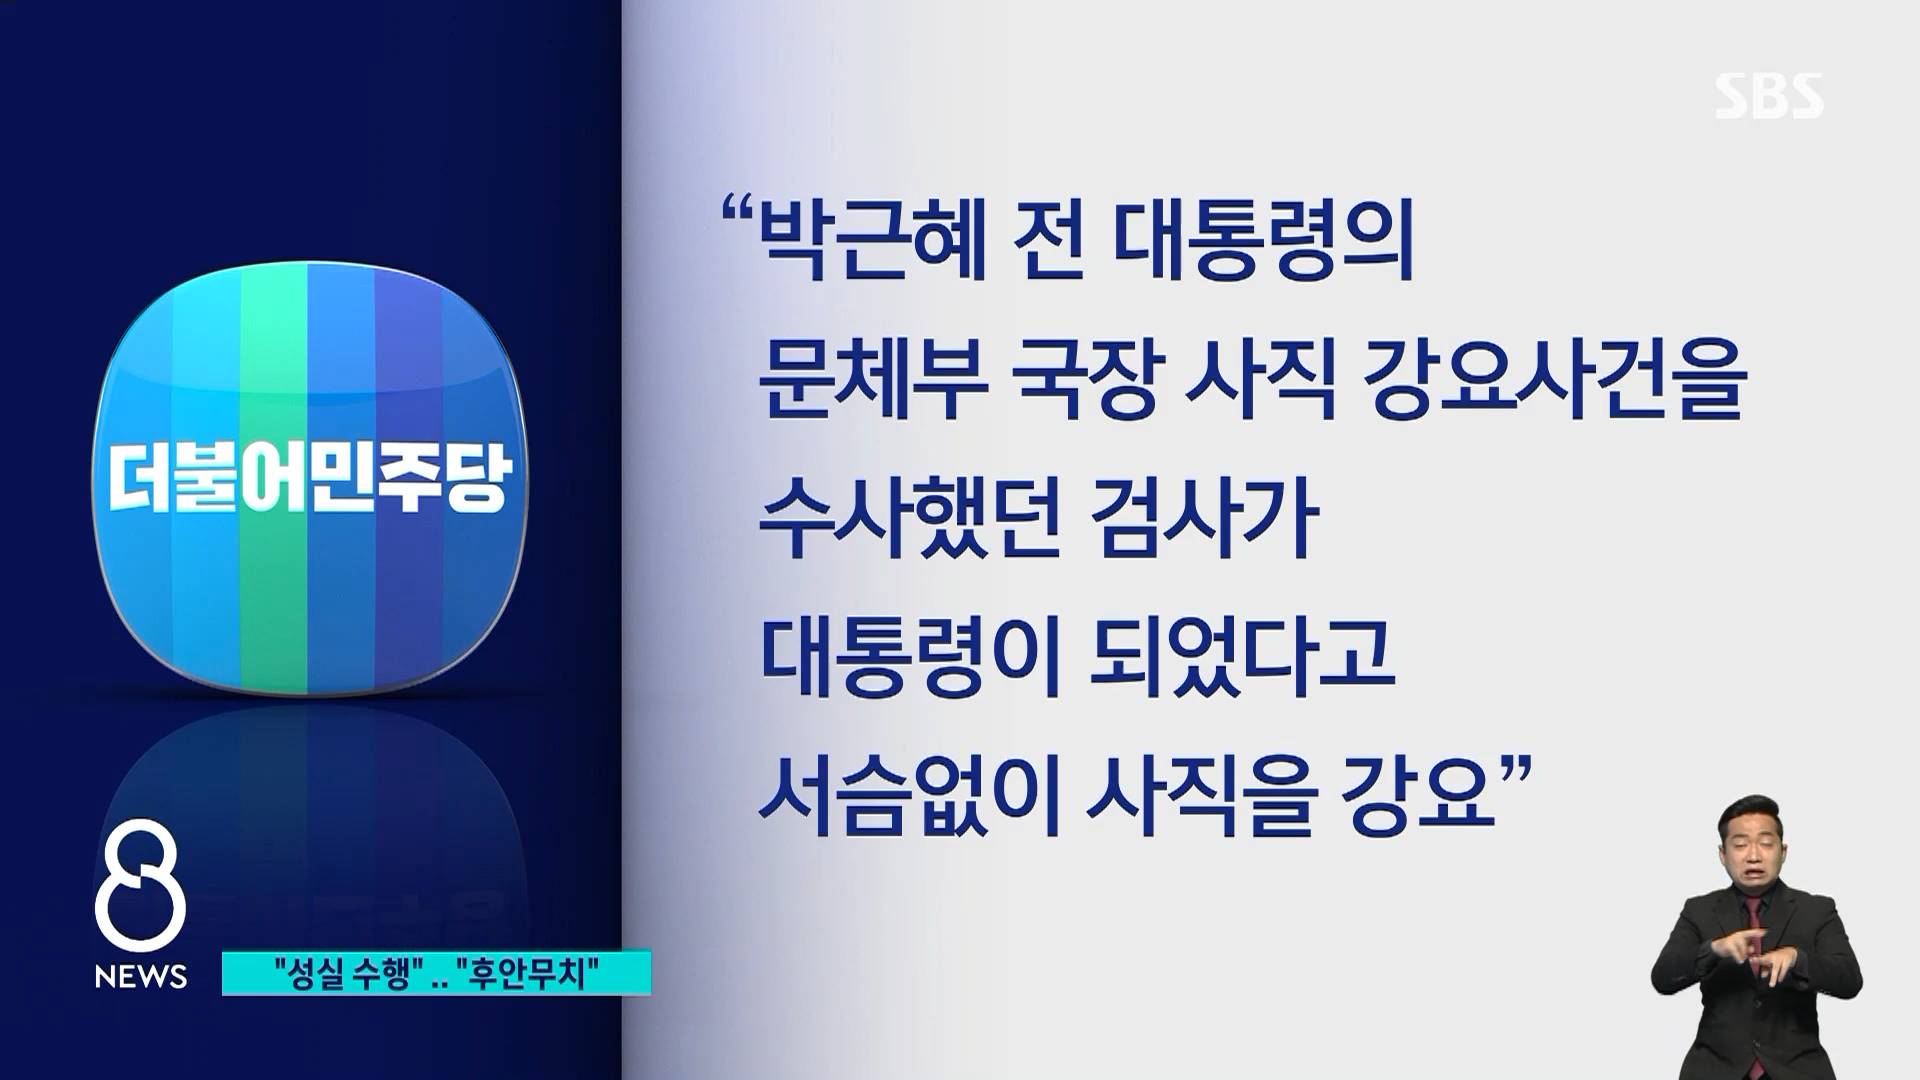 SBS
“박근혜 전 대통령의
문체부 국장 사직 강요사건을
수사했던 검사가
대통령이 되었다고
서슴없이 사직을 강요”
더불어민주당
8
NEWS
"성실 수행" .. "후안무치"